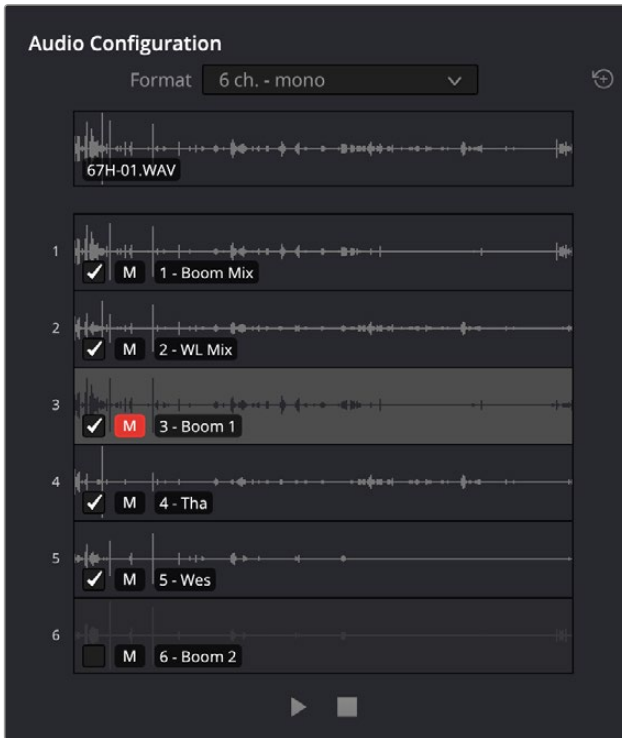 Audio Configuration
Format 6 ch. - mono
67H-01.WAV
1 M 1 - Boom Mix
2 M 2 - WL Mix
3 M 3 - Boom 1
4 M 4 - Tha
5 M 5 - Wes
6 M 6 - Boom 2